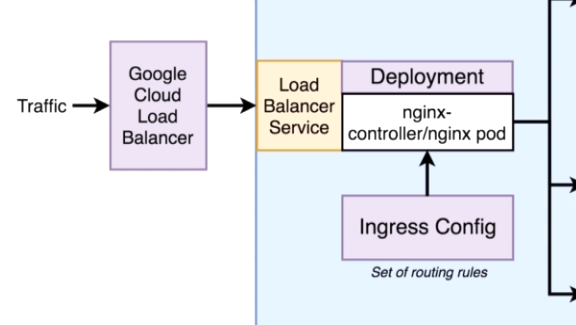 Traffic
Google
Cloud
Load
Balancer
Load
Balancer
Service
Deployment
nginx-
controller/nginx pod
Ingress Config
Set of routing rules